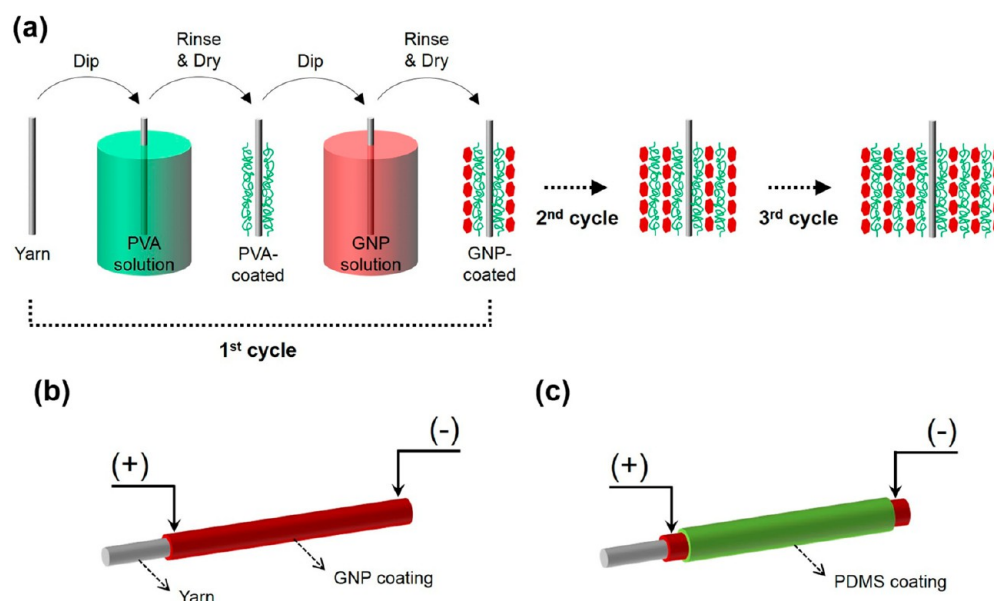 (a)
Dip
Rinse
& Dry
Dip
Rinse
& Dry
Yarn
PVA
solution
PVA-
coated
GNP
solution
GNP-
coated
2nd cycle
3rd cycle
1st cycle
(b)
(+)
(-)
GNP coating
Yarn
(c)
(+)
(-)
PDMS coating